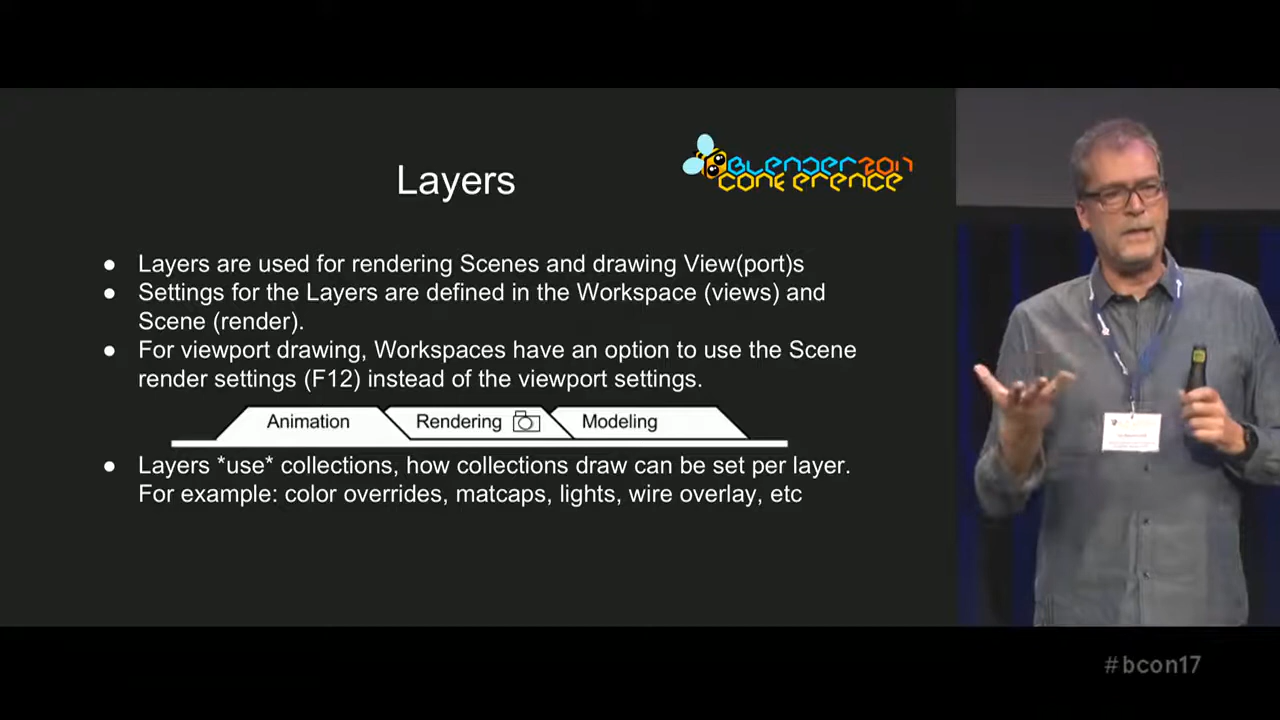 Layers
BLENDER2017
CONFERENCE
● Layers are used for rendering Scenes and drawing View(port)s
● Settings for the Layers are defined in the Workspace (views) and
Scene (render).
● For viewport drawing, Workspaces have an option to use the Scene
render settings (F12) instead of the viewport settings.
Animation Rendering Modeling
● Layers *use* collections, how collections draw can be set per layer.
For example: color overrides, matcaps, lights, wire overlay, etc
#bcon17